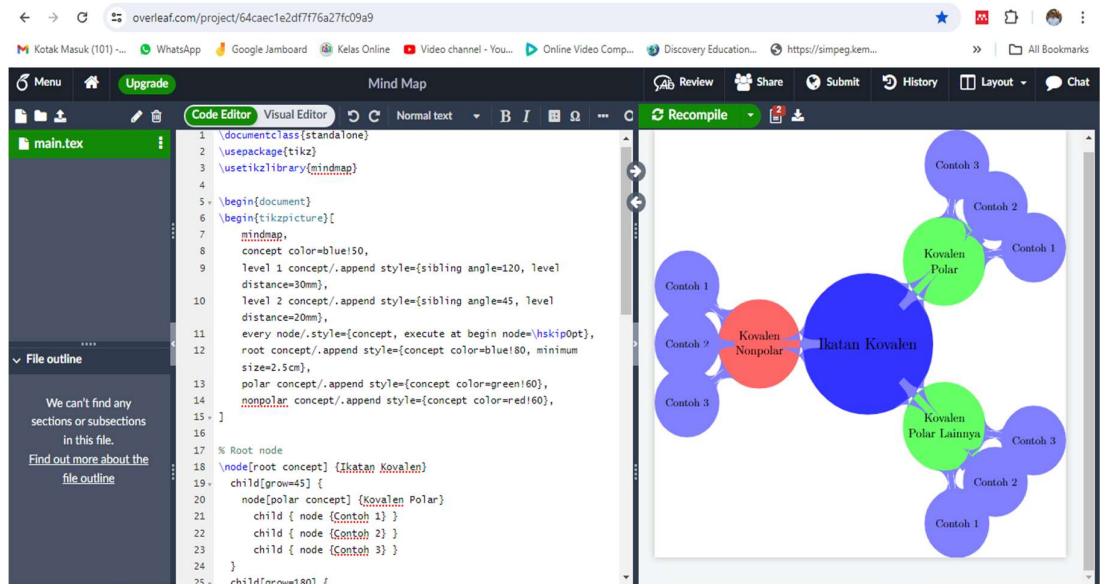 overleaf.com/project/64caec1e2df7f76a27fc09a9
Kotak Masuk (101) -... WhatsApp Google Jamboard Kelas Online Video channel - You... Online Video Comp... Discovery Education... https://simpeg.kem... » All Bookmarks
Menu Upgrade Mind Map Review Share Submit History Layout Chat
Code Editor Visual Editor Normal text B I Ω ... Recompile 2
main.tex
1 \documentclass{standalone}
2 \usepackage{tikz}
3 \usetikzlibrary{mindmap}
4
5 \begin{document}
6 \begin{tikzpicture}[
7 mindmap,
8 concept color=blue!50,
9 level 1 concept/.append style={sibling angle=120, level
distance=30mm},
10 level 2 concept/.append style={sibling angle=45, level
distance=20mm},
11 every node/.style={concept, execute at begin node=\hskip0pt},
12 root concept/.append style={concept color=blue!80, minimum
size=2.5cm},
13 polar concept/.append style={concept color=green!60},
14 nonpolar concept/.append style={concept color=red!60},
15 ]
16
17 % Root node
18 \node[root concept] {Ikatan Kovalen}
19 child[grow=45] {
20 node[polar concept] {Kovalen Polar}
21 child { node {Contoh 1} }
22 child { node {Contoh 2} }
23 child { node {Contoh 3} }
24 }
25 child[grow=180] {
File outline
We can't find any
sections or subsections
in this file.
Find out more about the
file outline
Contoh 3
Contoh 2
Contoh 1
Kovalen
Polar
Contoh 1
Contoh 2
Contoh 3
Kovalen
Nonpolar
Ikatan Kovalen
Kovalen
Polar Lainnya
Contoh 3
Contoh 2
Contoh 1